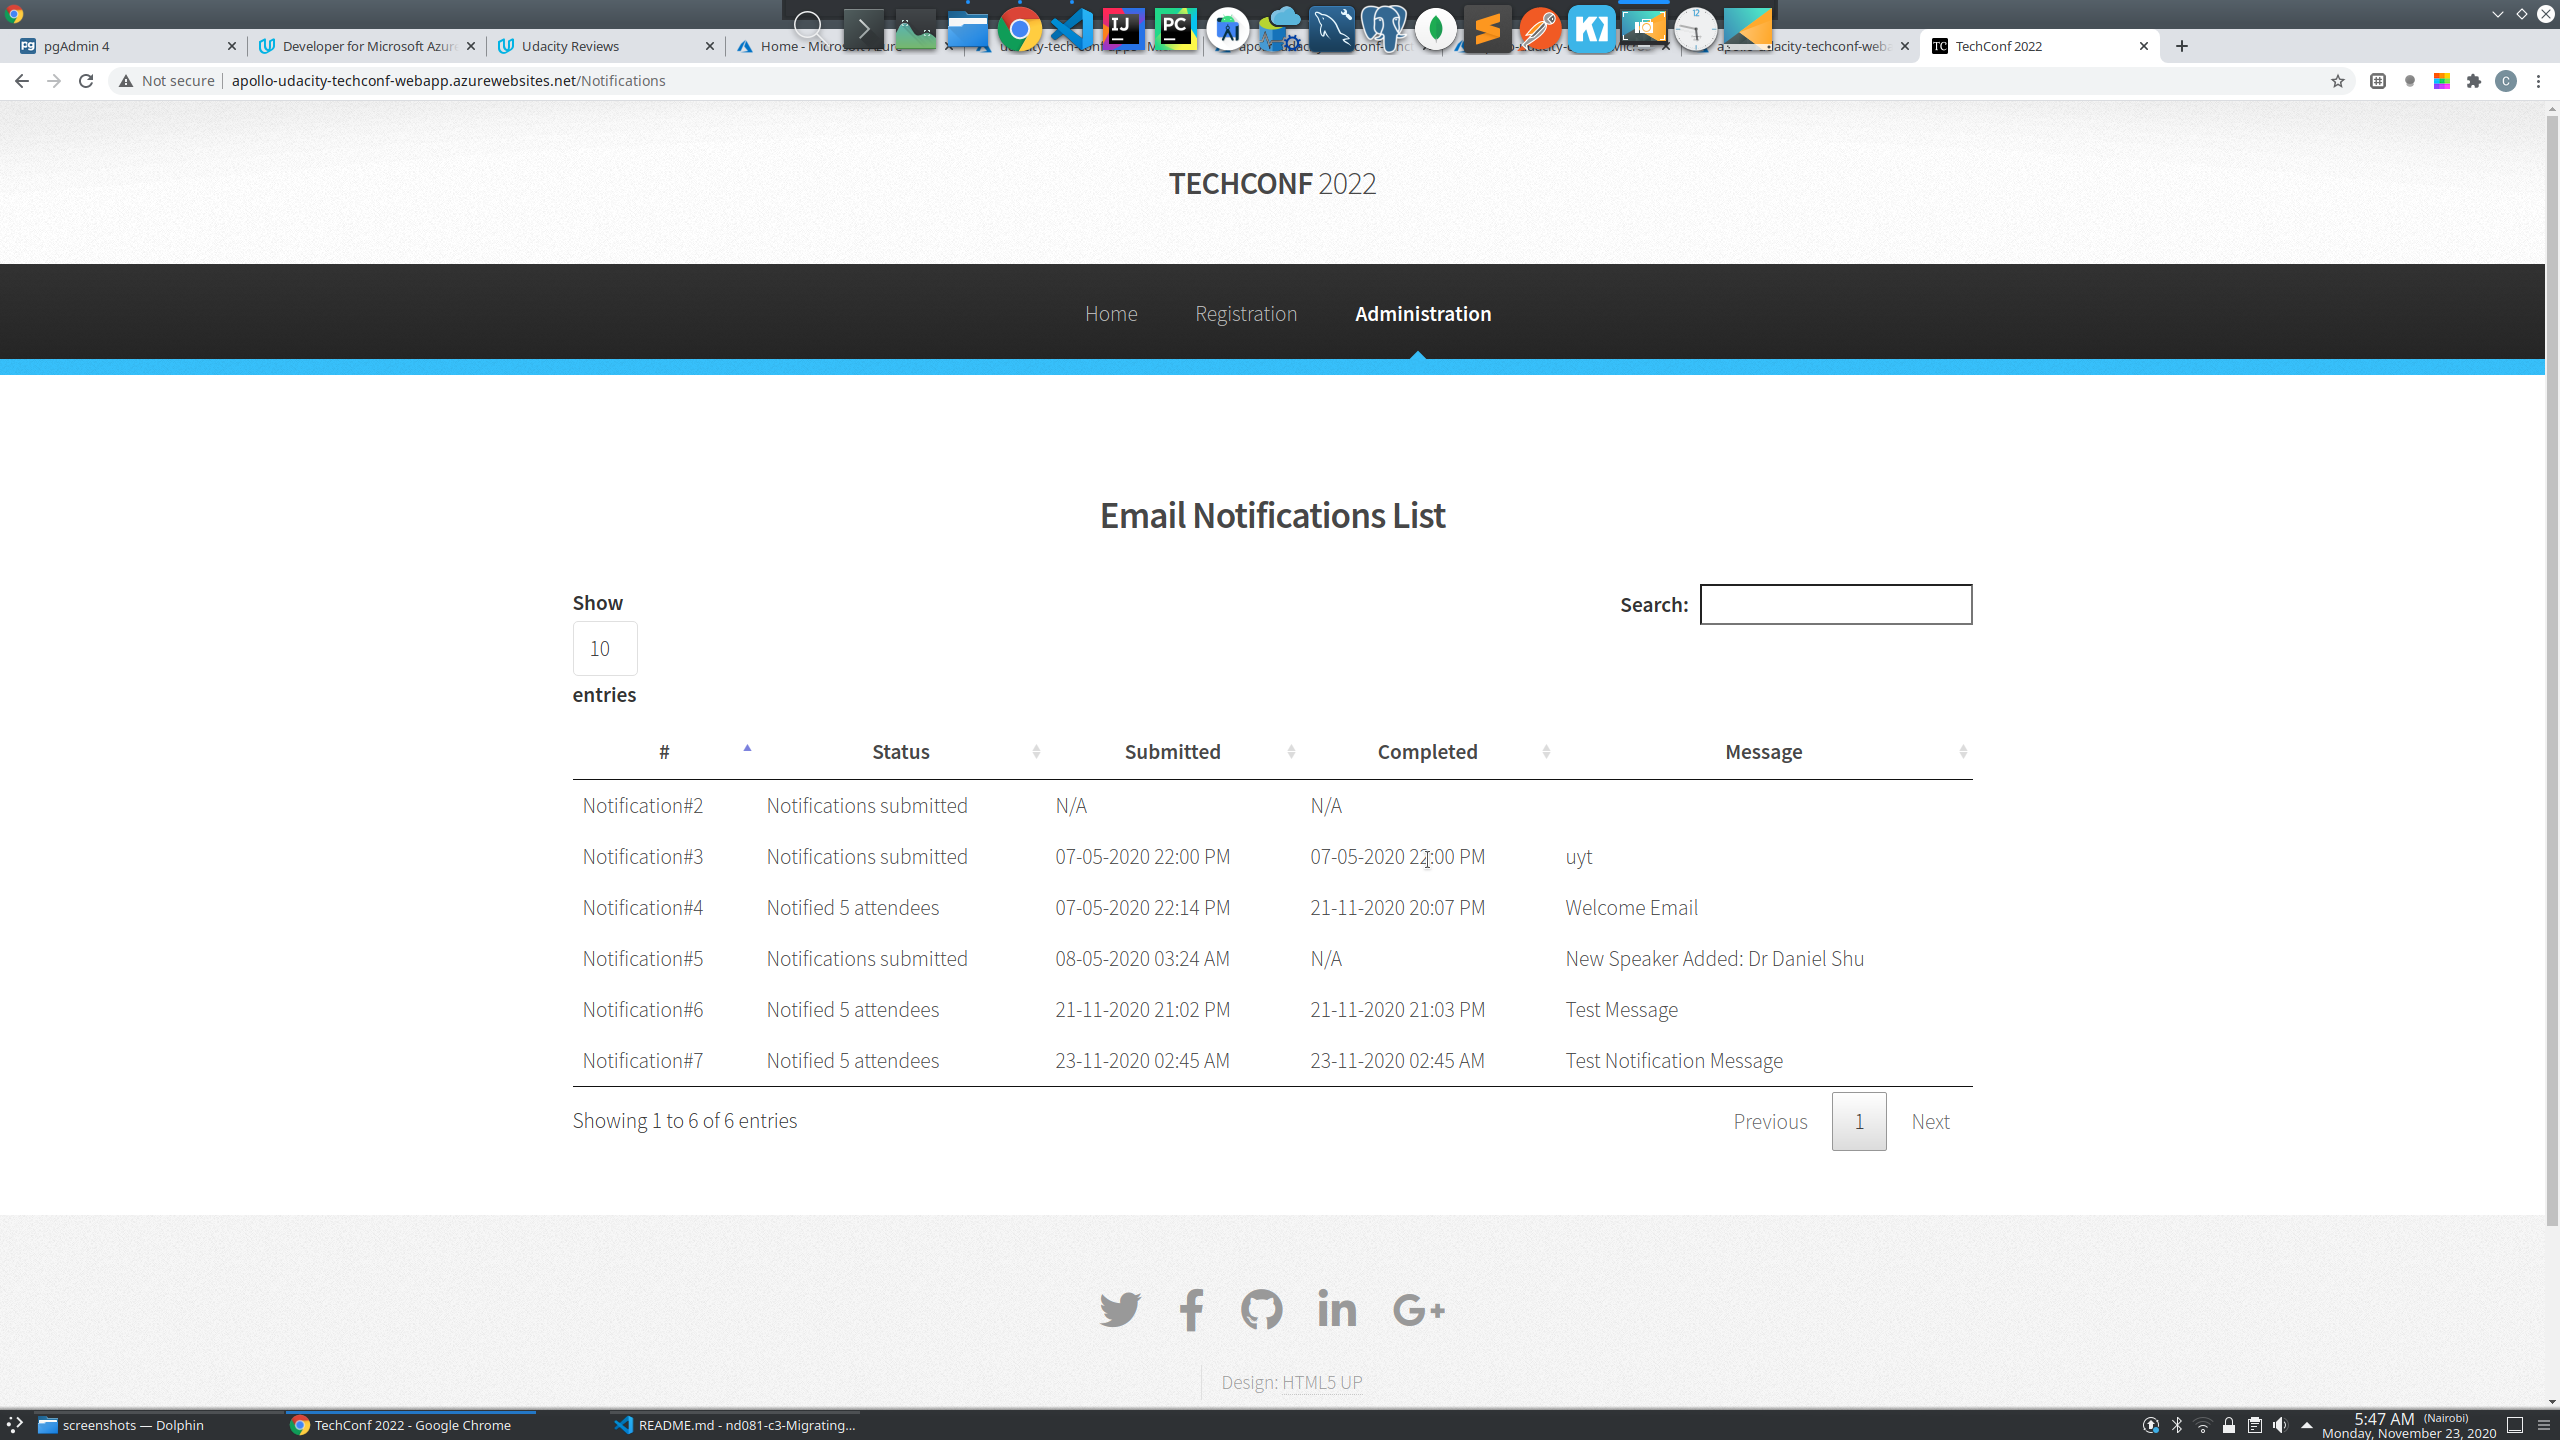 pgAdmin 4
Developer for Microsoft Azure
Udacity Reviews
Home - Microsoft Azure
TechConf 2022
Not secure
apollo-udacity-techconf-webapp.azurewebsites.net/Notifications
TECHCONF 2022
Home Registration Administration
Email Notifications List
Show
10
entries
Search:
# Status Submitted Completed Message
Notification#2 Notifications submitted N/A N/A
Notification#3 Notifications submitted 07-05-2020 22:00 PM 07-05-2020 22:00 PM uyt
Notification#4 Notified 5 attendees 07-05-2020 22:14 PM 21-11-2020 20:07 PM Welcome Email
Notification#5 Notifications submitted 08-05-2020 03:24 AM N/A New Speaker Added: Dr Daniel Shu
Notification#6 Notified 5 attendees 21-11-2020 21:02 PM 21-11-2020 21:03 PM Test Message
Notification#7 Notified 5 attendees 23-11-2020 02:45 AM 23-11-2020 02:45 AM Test Notification Message
Showing 1 to 6 of 6 entries
Previous 1 Next
Design: HTML5 UP
screenshots — Dolphin
TechConf 2022 - Google Chrome
README.md - nd081-c3-Migrating...
5:47 AM (Nairobi)
Monday, November 23, 2020